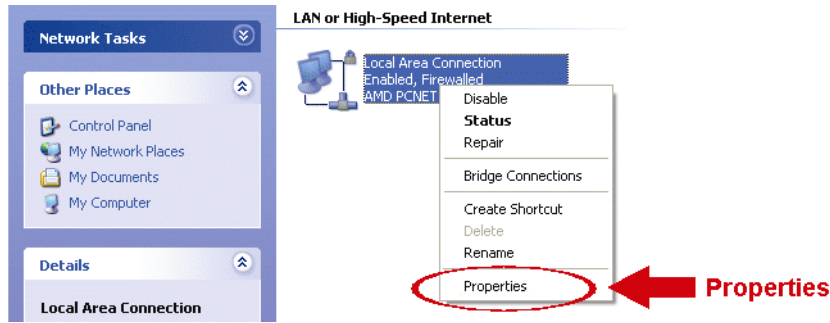 Network Tasks
Other Places
Control Panel
My Network Places
My Documents
My Computer
Details
Local Area Connection
LAN or High-Speed Internet
Local Area Connection
Enabled, Firewalled
AMD PCNET
Disable
Status
Repair
Bridge Connections
Create Shortcut
Delete
Rename
Properties
Properties